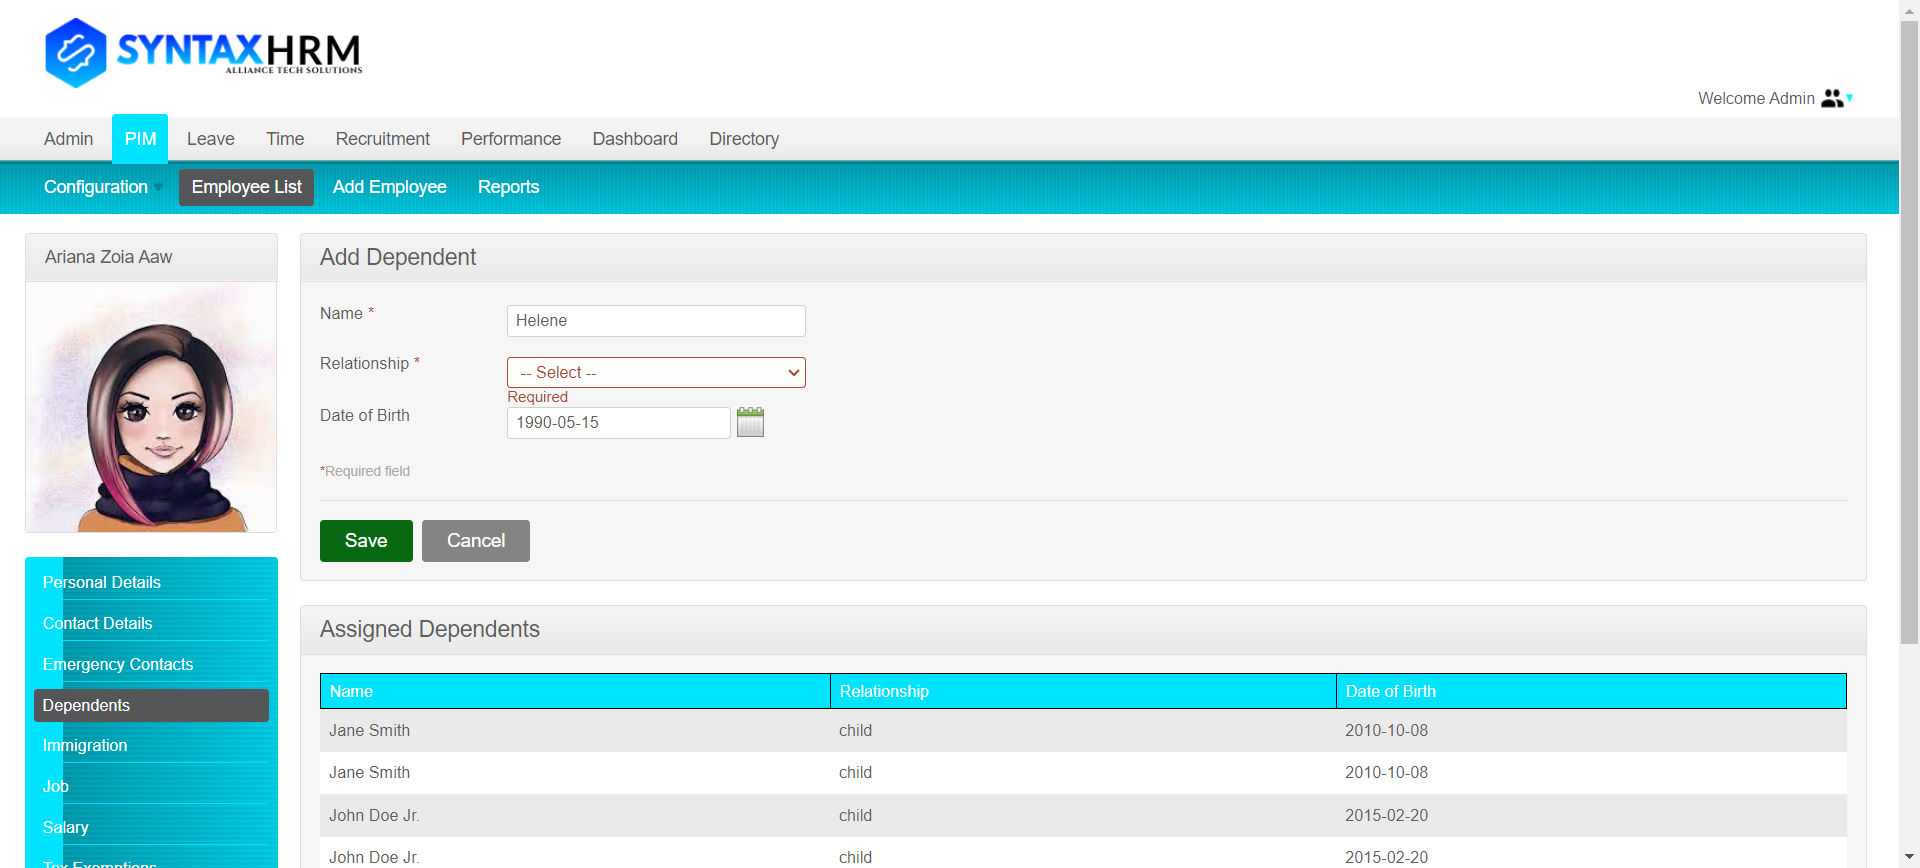 SYNTAXHRM
ALLIANCE TECH SOLUTIONS
Welcome Admin
Admin PIM Leave Time Recruitment Performance Dashboard Directory
Configuration Employee List Add Employee Reports
Ariana Zoia Aaw
Add Dependent
Name *
Helene
Relationship *
-- Select --
Required
Date of Birth
1990-05-15
*Required field
Save Cancel
Personal Details
Contact Details
Emergency Contacts
Dependents
Immigration
Job
Salary
Tax Exemptions
Assigned Dependents
Name Relationship Date of Birth
Jane Smith child 2010-10-08
Jane Smith child 2010-10-08
John Doe Jr. child 2015-02-20
John Doe Jr. child 2015-02-20